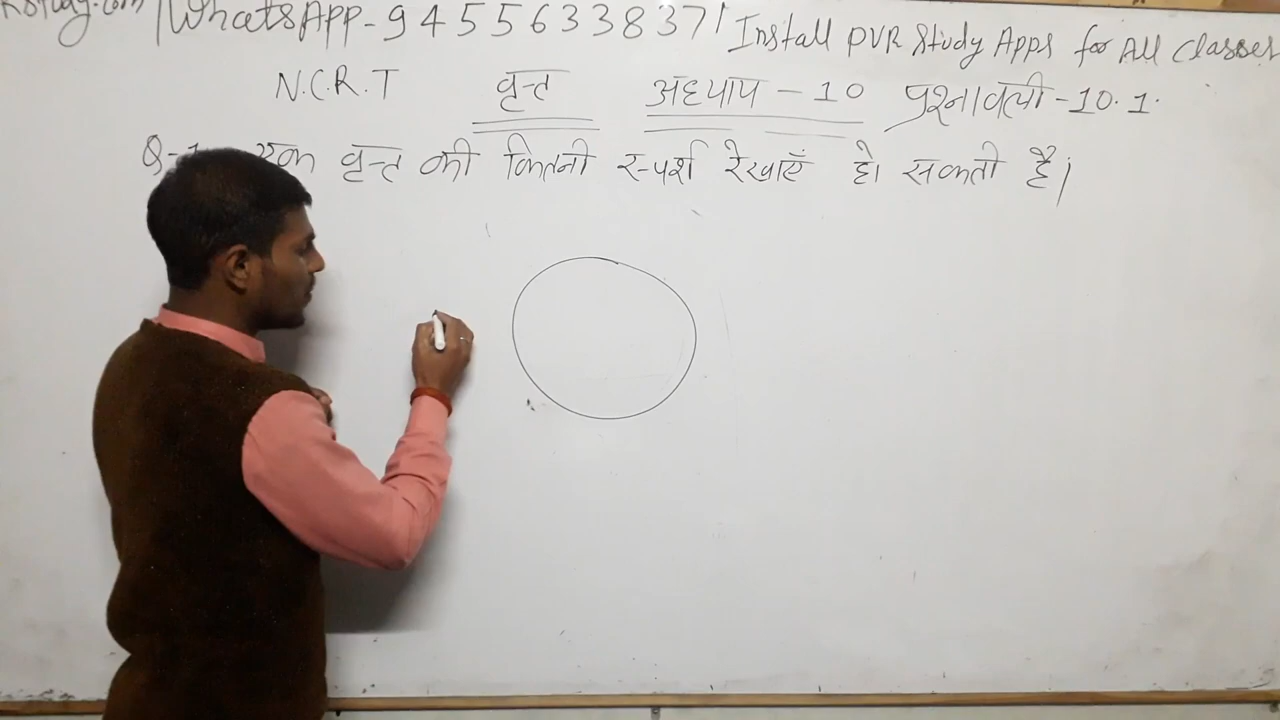 WhatsApp-9455633837 | Install PVR Study Apps for All Classes
N.C.R.T वृत्त अध्याय - 10 प्रश्नावली - 10.1.
एक वृत्त की कितनी स्पर्श रेखाएँ हो सकती हैं।